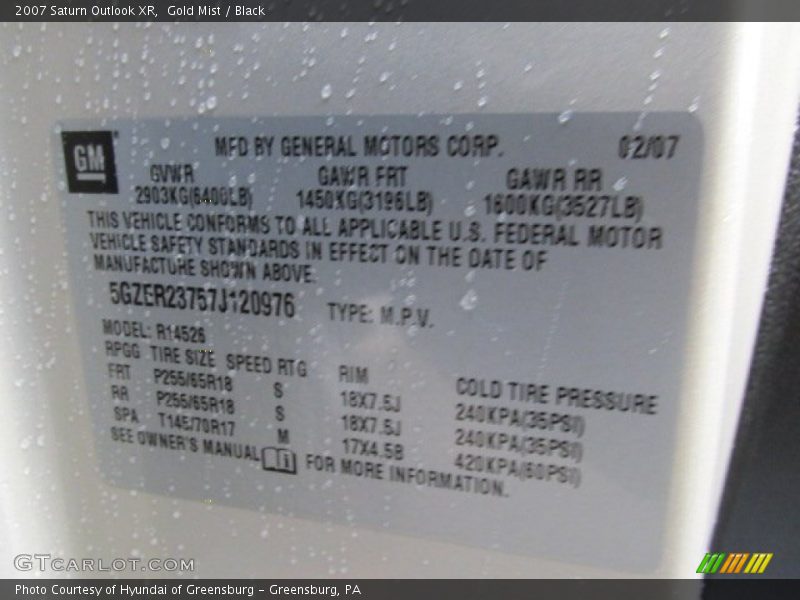 2007 Saturn Outlook XR,  Gold Mist / Black
GM
MFD BY GENERAL MOTORS CORP. 02/07
GVWR GAWR FRT GAWR RR
2903KG(6400LB) 1450KG(3196LB) 1600KG(3527LB)
THIS VEHICLE CONFORMS TO ALL APPLICABLE U.S. FEDERAL MOTOR
VEHICLE SAFETY STANDARDS IN EFFECT ON THE DATE OF
MANUFACTURE SHOWN ABOVE.
5GZER23757J120976 TYPE: M.P.V.
MODEL: R14526
RPGG TIRE SIZE SPEED RTG RIM COLD TIRE PRESSURE
FRT P255/65R18 S 18X7.5J 240KPA(35PSI)
RR P255/65R18 S 18X7.5J 240KPA(35PSI)
SPA T145/70R17 M 17X4.5B 420KPA(60PSI)
SEE OWNER'S MANUAL FOR MORE INFORMATION.
GTCARLOT.COM
Photo Courtesy of Hyundai of Greensburg - Greensburg, PA